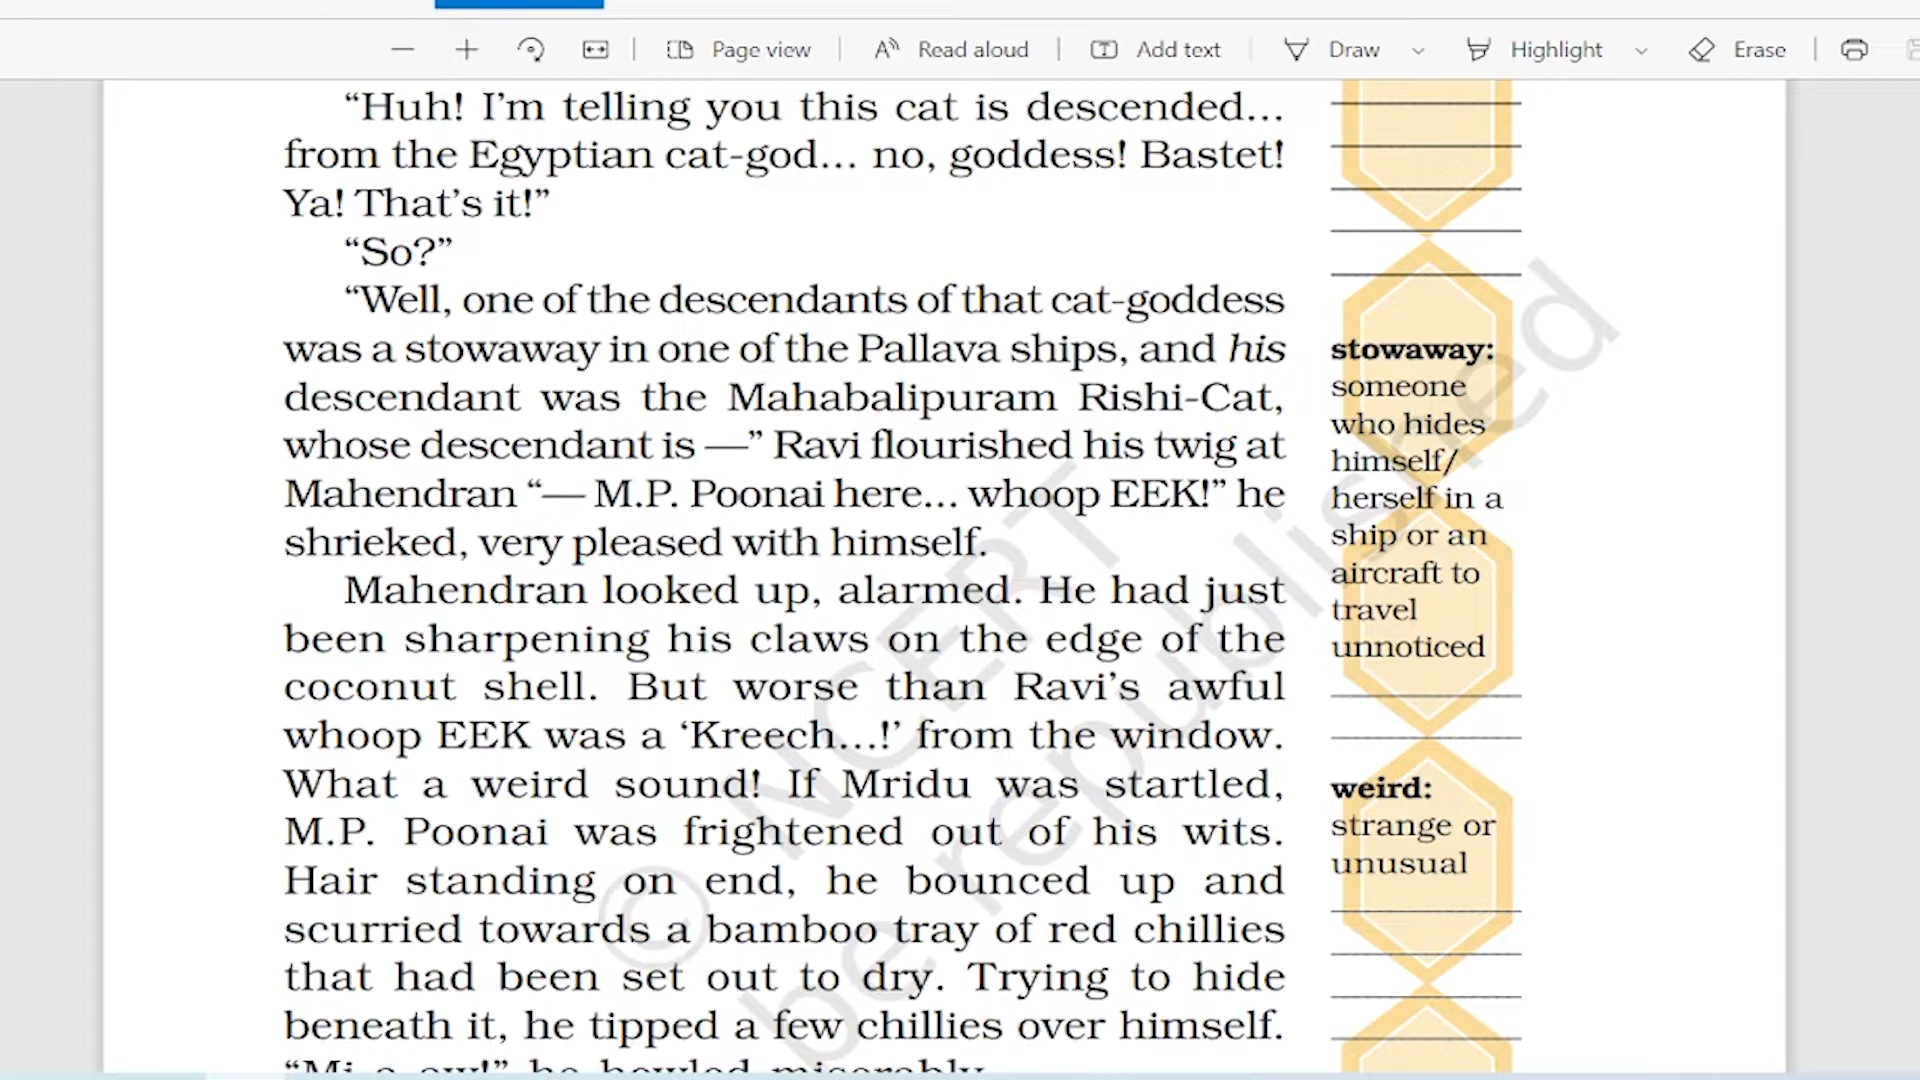 Page view
Read aloud
Add text
Draw
Highlight
Erase
“Huh! I’m telling you this cat is descended...
from the Egyptian cat-god... no, goddess! Bastet!
Ya! That’s it!”
“So?”
“Well, one of the descendants of that cat-goddess
was a stowaway in one of the Pallava ships, and his
descendant was the Mahabalipuram Rishi-Cat,
whose descendant is —” Ravi flourished his twig at
Mahendran “— M.P. Poonai here... whoop EEK!” he
shrieked, very pleased with himself.
Mahendran looked up, alarmed. He had just
been sharpening his claws on the edge of the
coconut shell. But worse than Ravi’s awful
whoop EEK was a ‘Kreech...!’ from the window.
What a weird sound! If Mridu was startled,
M.P. Poonai was frightened out of his wits.
Hair standing on end, he bounced up and
scurried towards a bamboo tray of red chillies
that had been set out to dry. Trying to hide
beneath it, he tipped a few chillies over himself.
“Mi-a-aw!” he howled miserably.
stowaway:
someone
who hides
himself/
herself in a
ship or an
aircraft to
travel
unnoticed
weird:
strange or
unusual
© NCERT
be republished